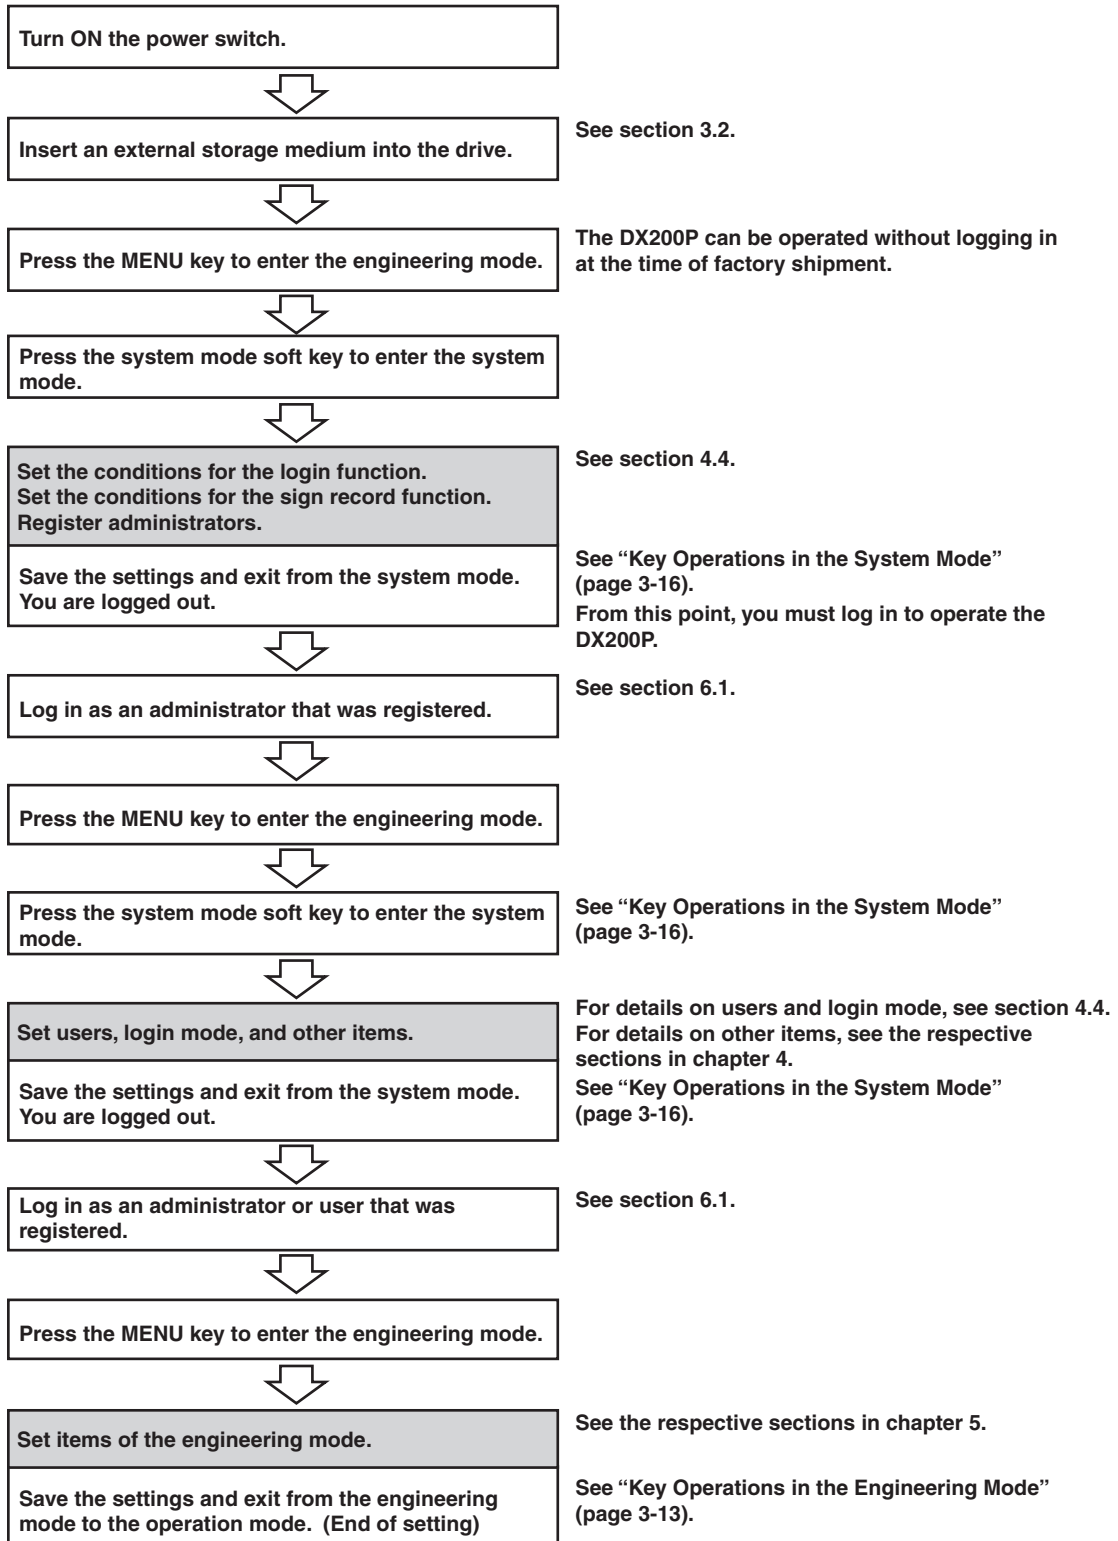 Turn ON the power switch.
Insert an external storage medium into the drive.
See section 3.2.
Press the MENU key to enter the engineering mode.
The DX200P can be operated without logging in
at the time of factory shipment.
Press the system mode soft key to enter the system
mode.
Set the conditions for the login function.
Set the conditions for the sign record function.
Register administrators.
See section 4.4.
Save the settings and exit from the system mode.
You are logged out.
See “Key Operations in the System Mode”
(page 3-16).
From this point, you must log in to operate the
DX200P.
Log in as an administrator that was registered.
See section 6.1.
Press the MENU key to enter the engineering mode.
Press the system mode soft key to enter the system
mode.
See “Key Operations in the System Mode”
(page 3-16).
Set users, login mode, and other items.
For details on users and login mode, see section 4.4.
For details on other items, see the respective
sections in chapter 4.
Save the settings and exit from the system mode.
You are logged out.
See “Key Operations in the System Mode”
(page 3-16).
Log in as an administrator or user that was
registered.
See section 6.1.
Press the MENU key to enter the engineering mode.
Set items of the engineering mode.
See the respective sections in chapter 5.
Save the settings and exit from the engineering
mode to the operation mode.  (End of setting)
See “Key Operations in the Engineering Mode”
(page 3-13).